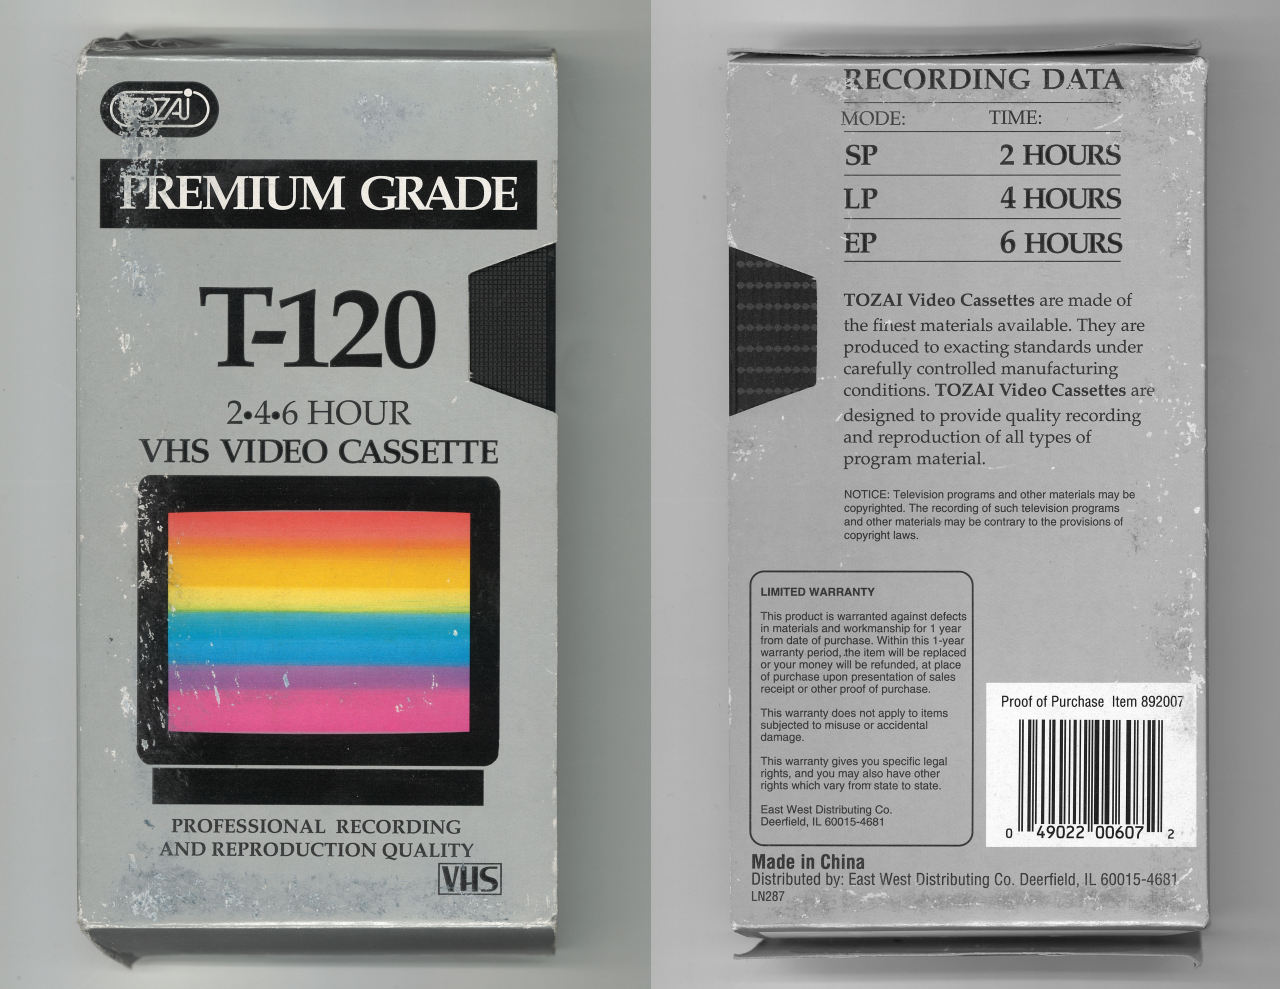 TOZAI
PREMIUM GRADE
T-120
2•4•6 HOUR
VHS VIDEO CASSETTE
PROFESSIONAL RECORDING
AND REPRODUCTION QUALITY
VHS
RECORDING DATA
MODE: TIME:
SP 2 HOURS
LP 4 HOURS
EP 6 HOURS
TOZAI Video Cassettes are made of
the finest materials available. They are
produced to exacting standards under
carefully controlled manufacturing
conditions. TOZAI Video Cassettes are
designed to provide quality recording
and reproduction of all types of
program material.
NOTICE: Television programs and other materials may be
copyrighted. The recording of such television programs
and other materials may be contrary to the provisions of
copyright laws.
LIMITED WARRANTY
This product is warranted against defects
in materials and workmanship for 1 year
from date of purchase. Within this 1-year
warranty period, the item will be replaced
or your money will be refunded, at place
of purchase upon presentation of sales
receipt or other proof of purchase.
This warranty does not apply to items
subjected to misuse or accidental
damage.
This warranty gives you specific legal
rights, and you may also have other
rights which vary from state to state.
East West Distributing Co.
Deerfield, IL 60015-4681
Proof of Purchase Item 892007
0 49022 00607 2
Made in China
Distributed by: East West Distributing Co. Deerfield, IL 60015-4681
LN287